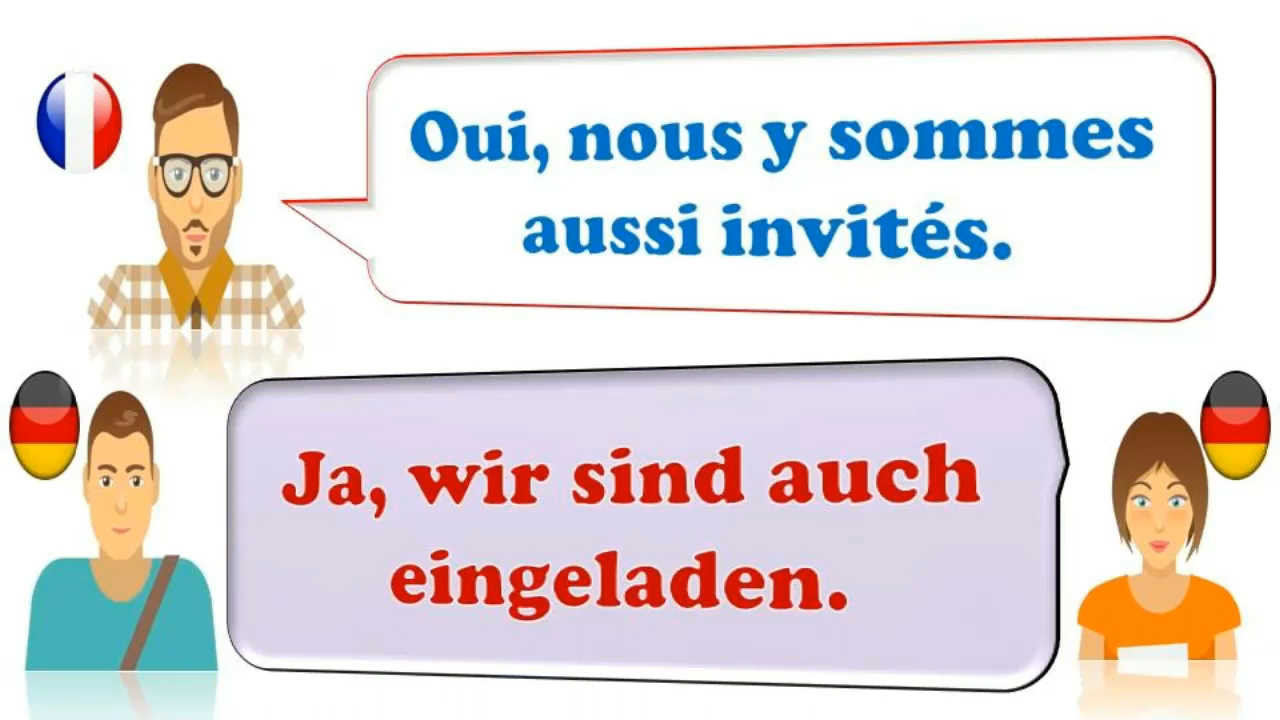 Oui, nous y sommes
aussi invités.
Ja, wir sind auch
eingeladen.